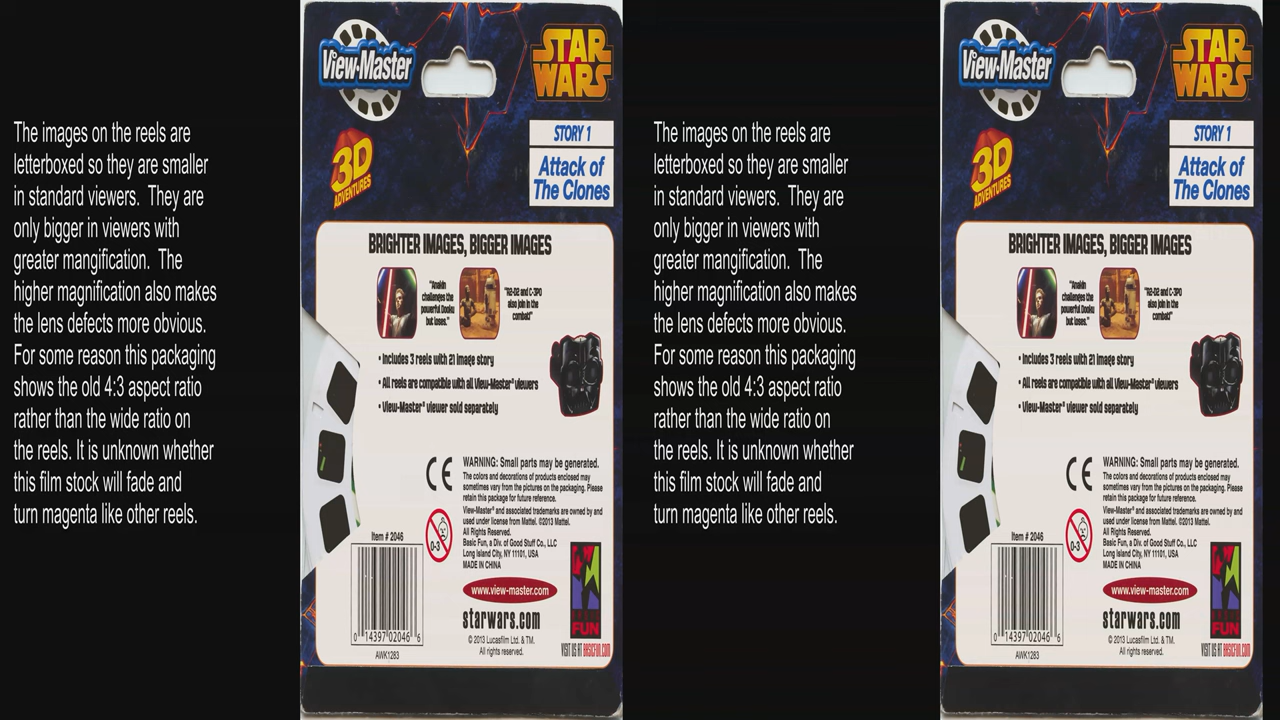 The images on the reels are
letterboxed so they are smaller
in standard viewers. They are
only bigger in viewers with
greater mangification. The
higher magnification also makes
the lens defects more obvious.
For some reason this packaging
shows the old 4:3 aspect ratio
rather than the wide ratio on
the reels. It is unknown whether
this film stock will fade and
turn magenta like other reels.
View-Master
STAR
WARS
3D
ADVENTURES
STORY 1
Attack of
The Clones
BRIGHTER IMAGES, BIGGER IMAGES
"Anakin
challenges the
powerful Dooku
but loses."
"R2-D2 and C-3PO
also join in the
combat!"
• Includes 3 reels with 21 image story
• All reels are compatible with all View-Master® viewers
• View-Master® viewer sold separately
CE
WARNING: Small parts may be generated.
The colors and decorations of products enclosed may
sometimes vary from the pictures on the packaging. Please
retain this package for future reference.
View-Master® and associated trademarks are owned by and
used under license from Mattel. ©2013 Mattel.
All Rights Reserved.
Basic Fun, a Div. of Good Stuff Co., LLC
Long Island City, NY 11101, USA
MADE IN CHINA
0-3
Item # 2046
0 14397 02046 6
AWK1283
www.view-master.com
starwars.com
© 2013 Lucasfilm Ltd. & TM.
All rights reserved.
BASIC
FUN
VISIT US AT BASICFUN.COM
The images on the reels are
letterboxed so they are smaller
in standard viewers. They are
only bigger in viewers with
greater mangification. The
higher magnification also makes
the lens defects more obvious.
For some reason this packaging
shows the old 4:3 aspect ratio
rather than the wide ratio on
the reels. It is unknown whether
this film stock will fade and
turn magenta like other reels.
View-Master
STAR
WARS
3D
ADVENTURES
STORY 1
Attack of
The Clones
BRIGHTER IMAGES, BIGGER IMAGES
"Anakin
challenges the
powerful Dooku
but loses."
"R2-D2 and C-3PO
also join in the
combat!"
• Includes 3 reels with 21 image story
• All reels are compatible with all View-Master® viewers
• View-Master® viewer sold separately
CE
WARNING: Small parts may be generated.
The colors and decorations of products enclosed may
sometimes vary from the pictures on the packaging. Please
retain this package for future reference.
View-Master® and associated trademarks are owned by and
used under license from Mattel. ©2013 Mattel.
All Rights Reserved.
Basic Fun, a Div. of Good Stuff Co., LLC
Long Island City, NY 11101, USA
MADE IN CHINA
0-3
Item # 2046
0 14397 02046 6
AWK1283
www.view-master.com
starwars.com
© 2013 Lucasfilm Ltd. & TM.
All rights reserved.
BASIC
FUN
VISIT US AT BASICFUN.COM